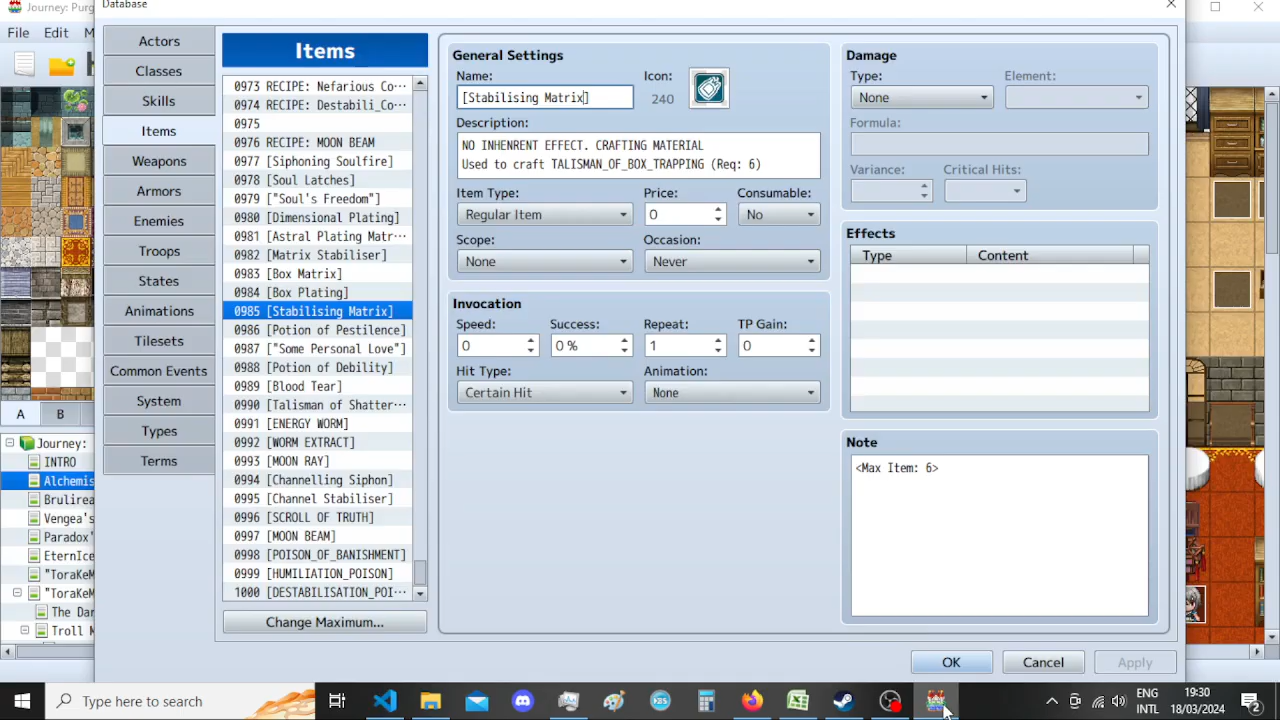 Journey: Purg
Database
File Edit M
Actors
Classes
Skills
Items
Weapons
Armors
Enemies
Troops
States
Animations
Tilesets
Common Events
System
Types
Terms
A B
Journey:
INTRO
Alchemis
Brulirea
Vengea's
Paradox'
EternIce
"ToraKeM
"ToraKeM
The Dar
Troll M
Items
0973 RECIPE: Nefarious Co···
0974 RECIPE: Destabili_Co···
0975
0976 RECIPE: MOON BEAM
0977 [Siphoning Soulfire]
0978 [Soul Latches]
0979 ["Soul's Freedom"]
0980 [Dimensional Plating]
0981 [Astral Plating Matr···
0982 [Matrix Stabiliser]
0983 [Box Matrix]
0984 [Box Plating]
0985 [Stabilising Matrix]
0986 [Potion of Pestilence]
0987 ["Some Personal Love"]
0988 [Potion of Debility]
0989 [Blood Tear]
0990 [Talisman of Shatter···
0991 [ENERGY WORM]
0992 [WORM EXTRACT]
0993 [MOON RAY]
0994 [Channelling Siphon]
0995 [Channel Stabiliser]
0996 [SCROLL OF TRUTH]
0997 [MOON BEAM]
0998 [POISON_OF_BANISHMENT]
0999 [HUMILIATION_POISON]
1000 [DESTABILISATION_POI···
Change Maximum...
General Settings
Name: Icon:
[Stabilising Matrix] 240
Description:
NO INHENRENT EFFECT. CRAFTING MATERIAL
Used to craft TALISMAN_OF_BOX_TRAPPING (Req: 6)
Item Type: Price: Consumable:
Regular Item 0 No
Scope: Occasion:
None Never
Invocation
Speed: Success: Repeat: TP Gain:
0 0 % 1 0
Hit Type: Animation:
Certain Hit None
Damage
Type: Element:
None
Formula:
Variance: Critical Hits:
Effects
Type Content
Note
<Max Item: 6>
OK Cancel Apply
Type here to search
ENG 19:30
INTL 18/03/2024
2